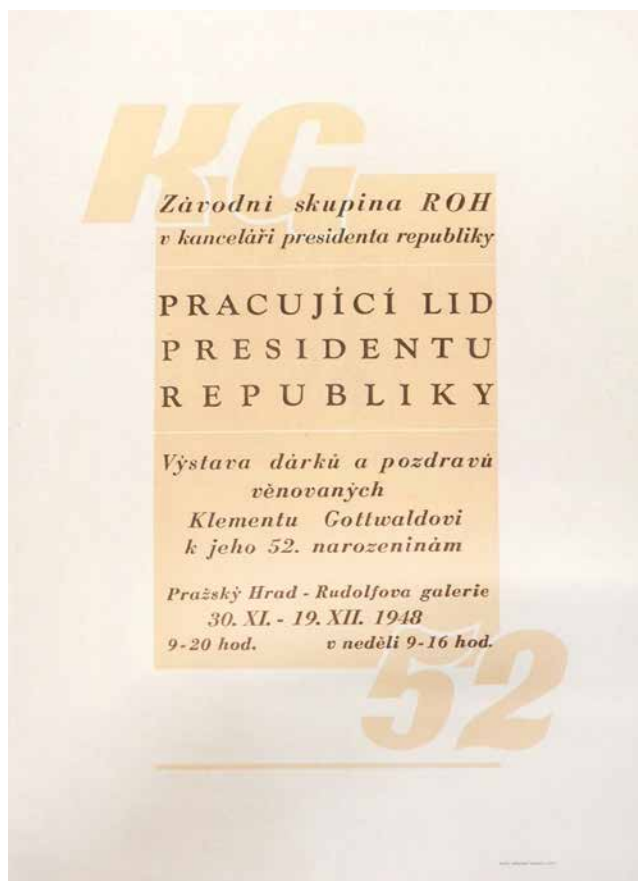 KG
Závodní skupina ROH
v kanceláři presidenta republiky
PRACUJÍCÍ LID
PRESIDENTU
REPUBLIKY
Výstava dárků a pozdravů
věnovaných
Klementu Gottwaldovi
k jeho 52. narozeninám
Pražský Hrad - Rudolfova galerie
30. XI. - 19. XII. 1948
9-20 hod. v neděli 9-16 hod.
52